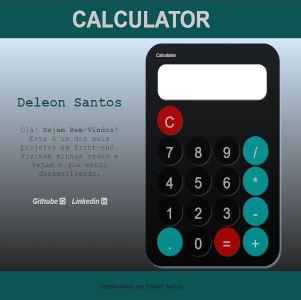 CALCULATOR
Calculator
Deleon Santos
Olá! Sejam Bem-Vindos!
Este é um dos meus
projetos em front-end.
Visitem minhas redes e
vejam o que estou
desenvolvendo.
Githube
Linkedin
C
7 8 9 /
4 5 6 *
1 2 3 -
. 0 = +
Desenvolvido por Deleon Santos